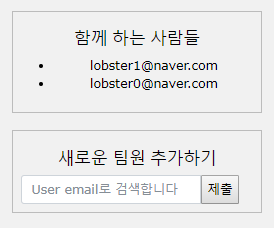 함께 하는 사람들
• lobster1@naver.com
• lobster0@naver.com
새로운 팀원 추가하기
User email로 검색합니다 제출